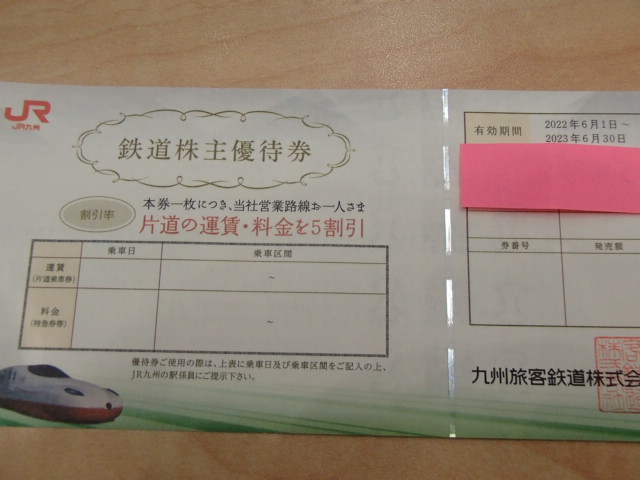 JR
JR九州
鉄道株主優待券
割引率
本券一枚につき、当社営業路線お一人さま
片道の運賃・料金を5割引
乗車日
乗車区間
運賃
(片道乗車券)
~
料金
(特急券等)
~
優待券ご使用の際は、上表に乗車日及び乗車区間をご記入の上、
JR九州の駅係員にご提示下さい。
有効期間
2022年6月1日~
2023年6月30日
券番号
発売額
九州旅客鉄道株式会